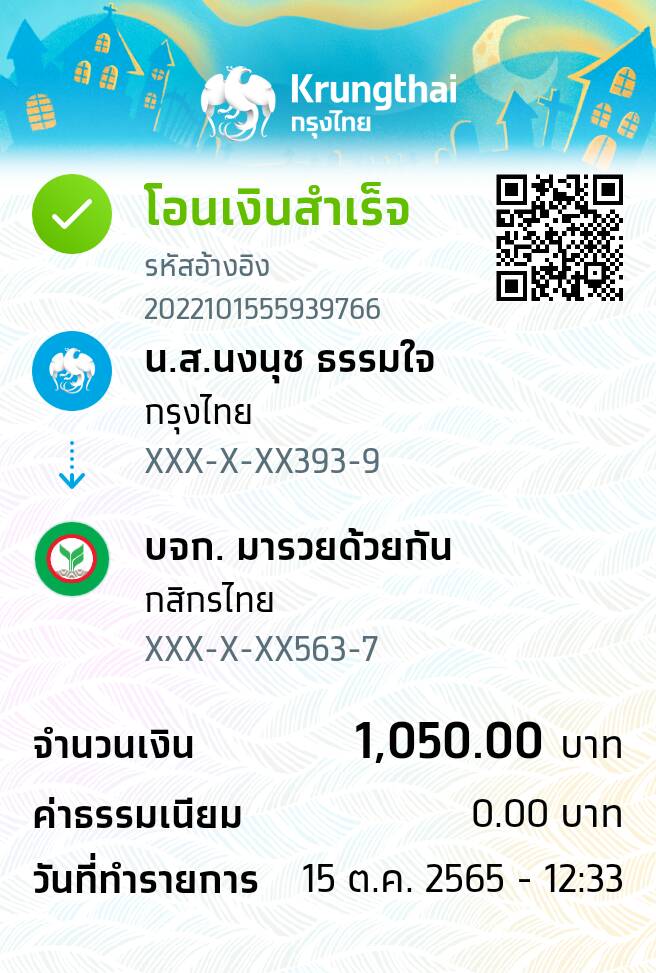 Krungthai
กรุงไทย
โอนเงินสำเร็จ
รหัสอ้างอิง
2022101555939766
น.ส.นงนุช ธรรมใจ
กรุงไทย
XXX-X-XX393-9
บจก. มารวยด้วยกัน
กสิกรไทย
XXX-X-XX563-7
จำนวนเงิน 1,050.00 บาท
ค่าธรรมเนียม 0.00 บาท
วันที่ทำรายการ 15 ต.ค. 2565 - 12:33